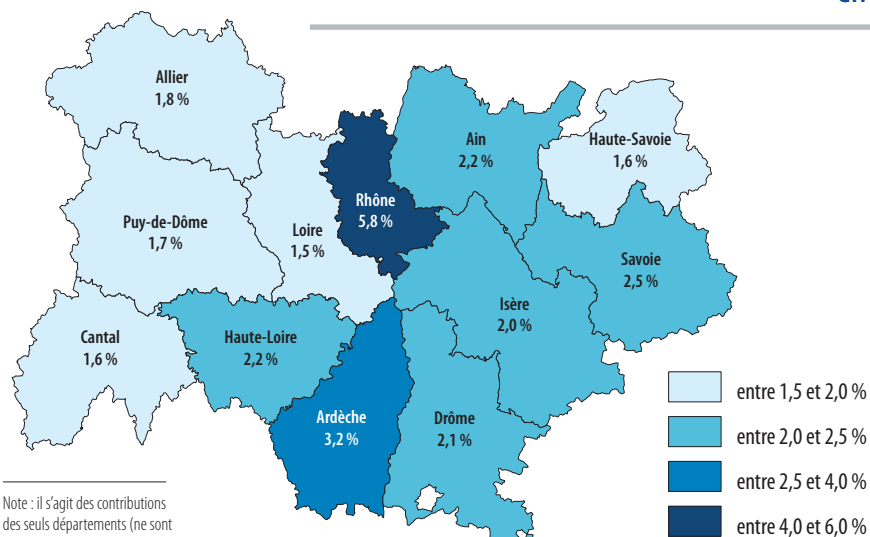 Allier
1,8 %
Ain
2,2 %
Haute-Savoie
1,6 %
Rhône
5,8 %
Puy-de-Dôme
1,7 %
Loire
1,5 %
Savoie
2,5 %
Isère
2,0 %
Cantal
1,6 %
Haute-Loire
2,2 %
Ardèche
3,2 %
Drôme
2,1 %
entre 1,5 et 2,0 %
entre 2,0 et 2,5 %
entre 2,5 et 4,0 %
entre 4,0 et 6,0 %
Note : il s'agit des contributions
des seuls départements (ne sont